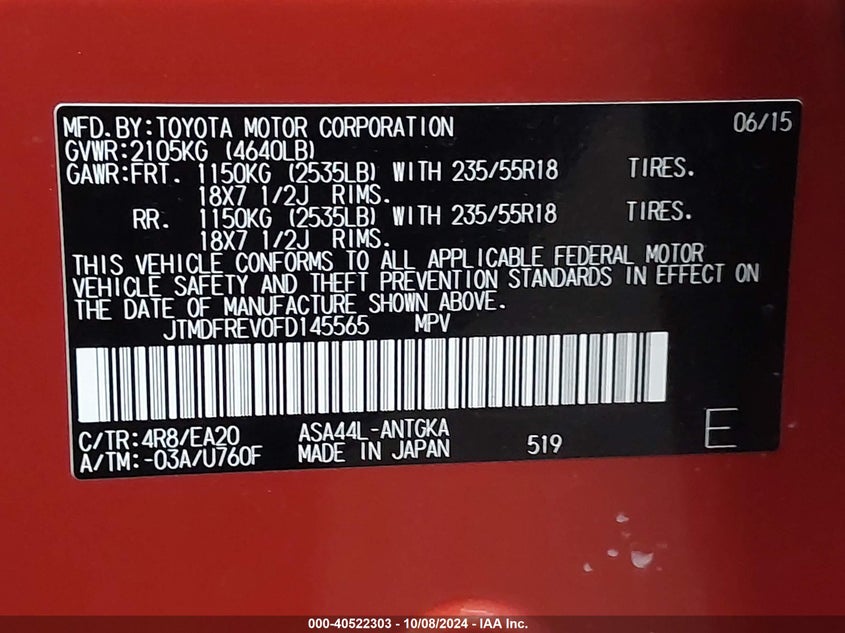 MFD.BY:TOYOTA MOTOR CORPORATION 06/15
GVWR:2105KG (4640LB)
GAWR:FRT. 1150KG (2535LB) WITH 235/55R18 TIRES.
18X7 1/2J RIMS.
RR. 1150KG (2535LB) WITH 235/55R18 TIRES.
18X7 1/2J RIMS.
THIS VEHICLE CONFORMS TO ALL APPLICABLE FEDERAL MOTOR
VEHICLE SAFETY AND THEFT PREVENTION STANDARDS IN EFFECT ON
THE DATE OF MANUFACTURE SHOWN ABOVE.
JTMDFREV0FD145565 MPV
C/TR:4R8/EA20 ASA44L-ANTGKA
A/TM:-03A/U760F MADE IN JAPAN 519 E
000-40522303 - 10/08/2024 - IAA Inc.